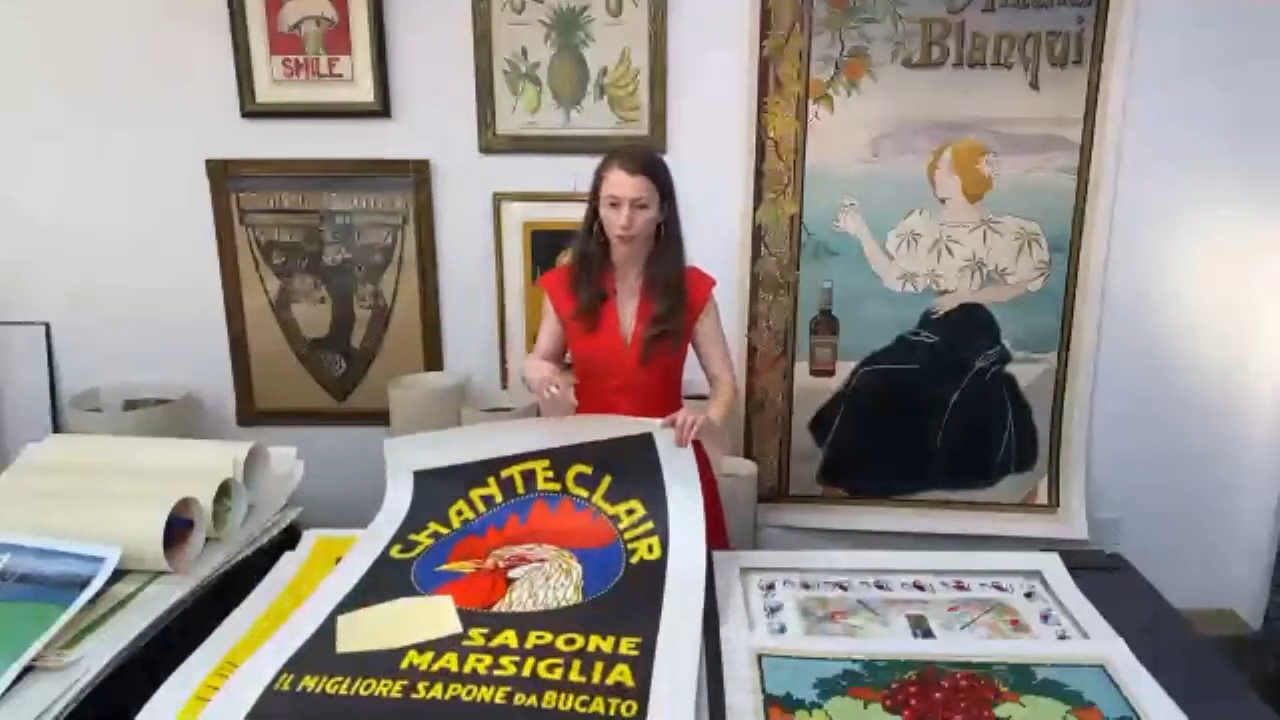 SMILE
Blanqui
CHANTECLAIR
SAPONE
MARSIGLIA
IL MIGLIORE SAPONE DA BUCATO